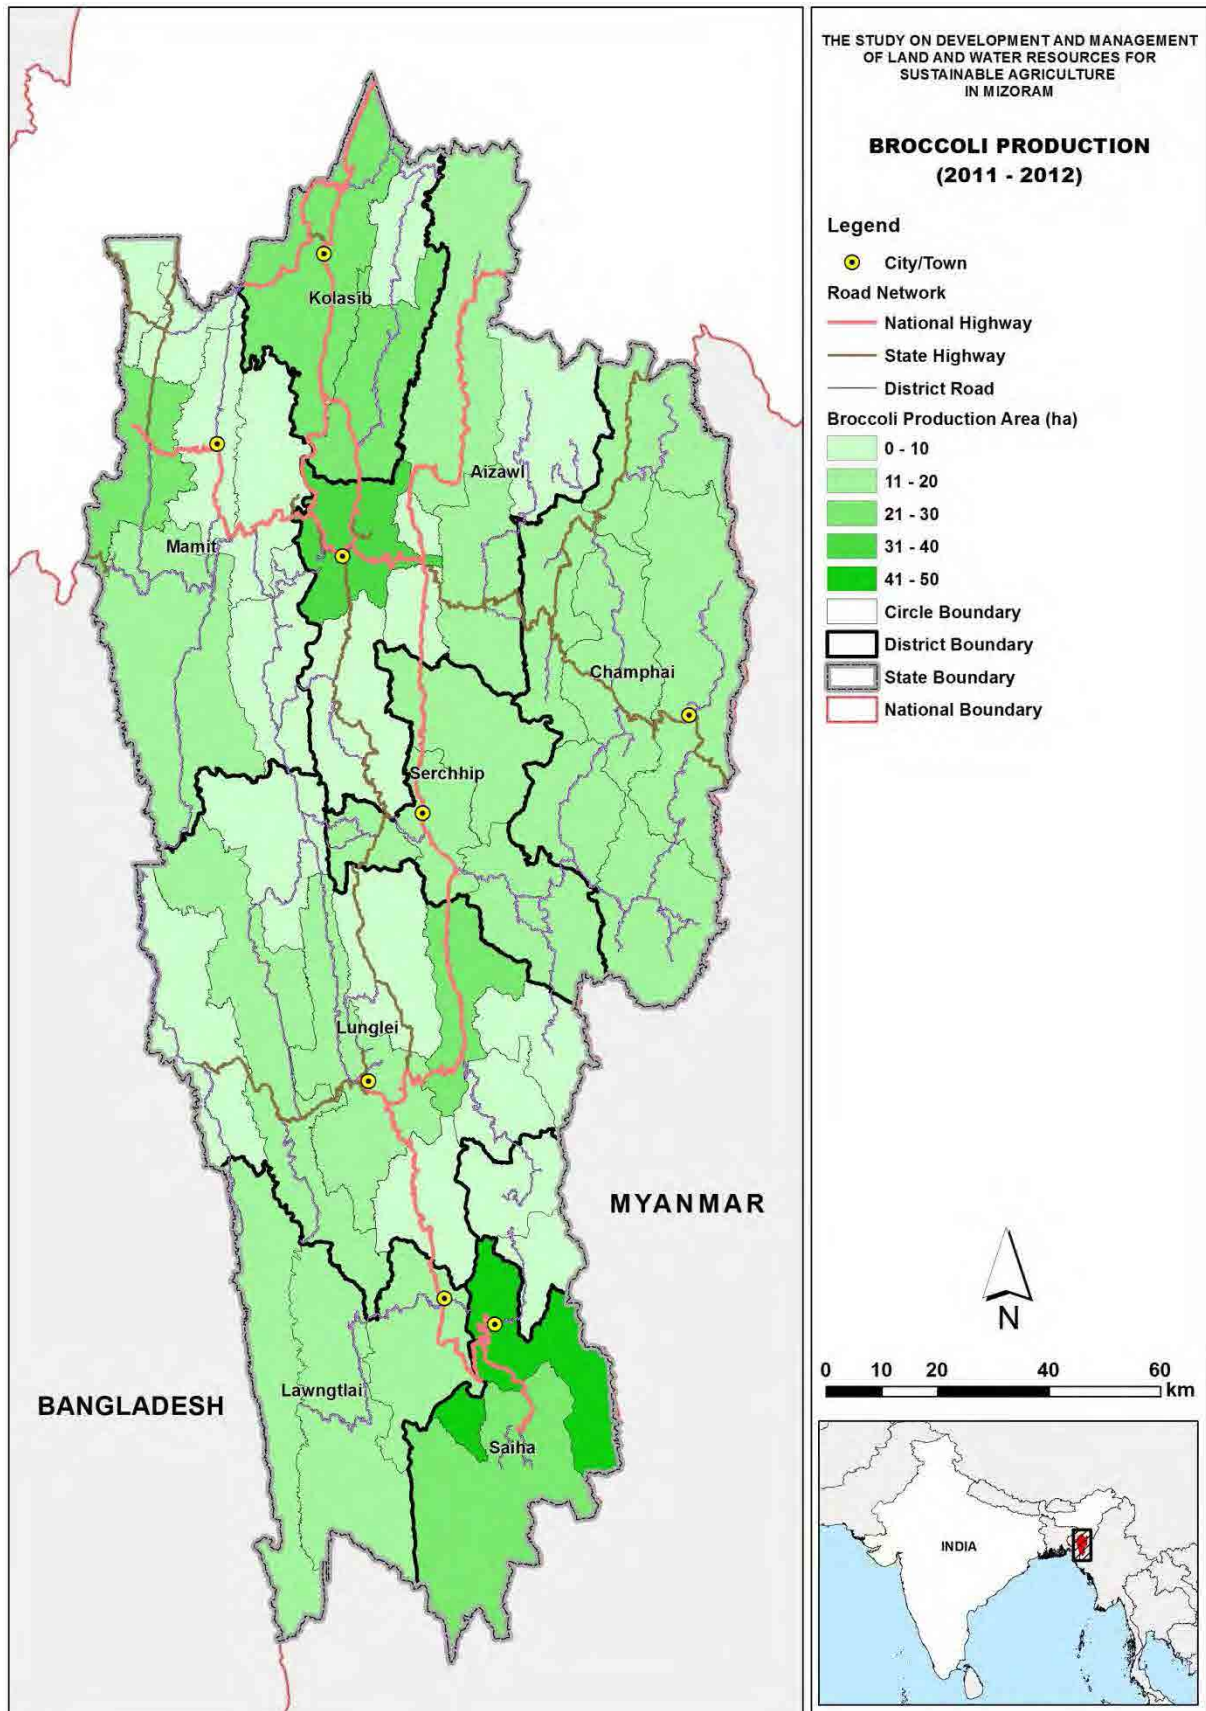 THE STUDY ON DEVELOPMENT AND MANAGEMENT
OF LAND AND WATER RESOURCES FOR
SUSTAINABLE AGRICULTURE
IN MIZORAM
BROCCOLI PRODUCTION
(2011 - 2012)
Legend
City/Town
Road Network
National Highway
State Highway
District Road
Broccoli Production Area (ha)
0 - 10
11 - 20
21 - 30
31 - 40
41 - 50
Circle Boundary
District Boundary
State Boundary
National Boundary
Kolasib
Aizawl
Mamit
Champhai
Serchhip
Lunglei
MYANMAR
Lawngtlai
BANGLADESH
Saiha
N
0 10 20 40 60
km
INDIA